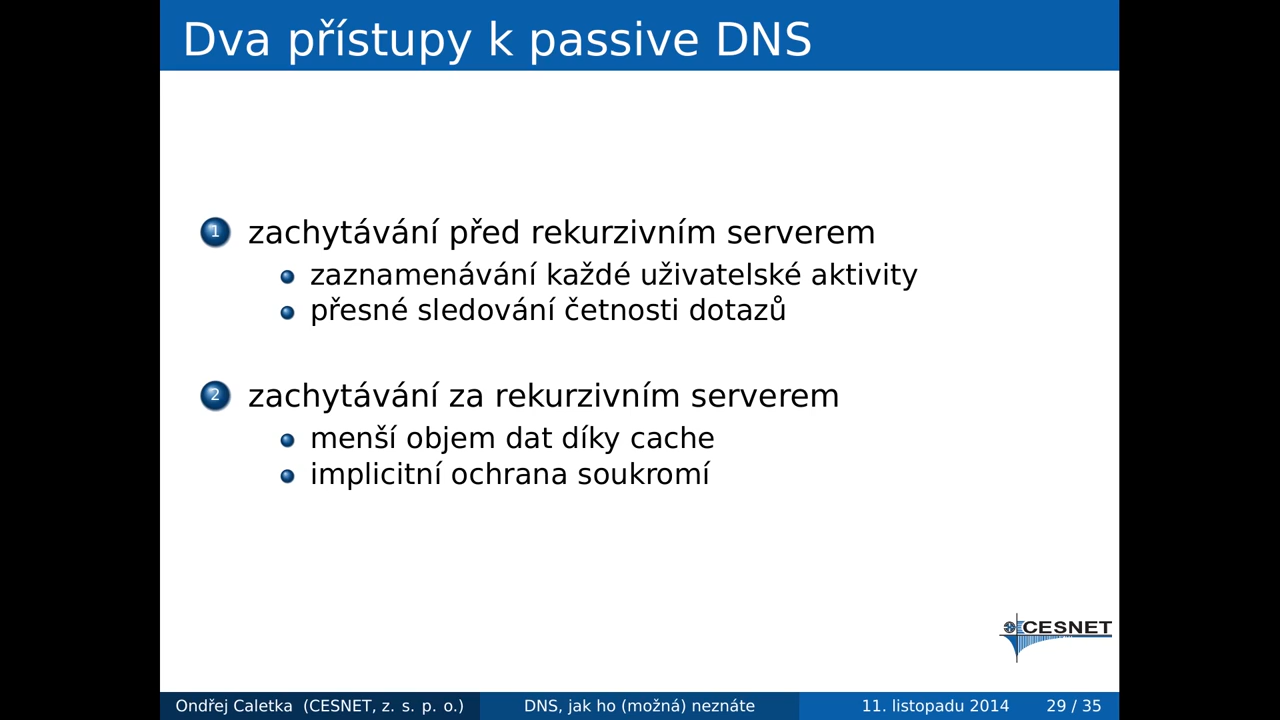 Dva přístupy k passive DNS
1 zachytávání před rekurzivním serverem
zaznamenávání každé uživatelské aktivity
přesné sledování četnosti dotazů
2 zachytávání za rekurzivním serverem
menší objem dat díky cache
implicitní ochrana soukromí
CESNET
Ondřej Caletka (CESNET, z. s. p. o.) DNS, jak ho (možná) neznáte 11. listopadu 2014 29 / 35